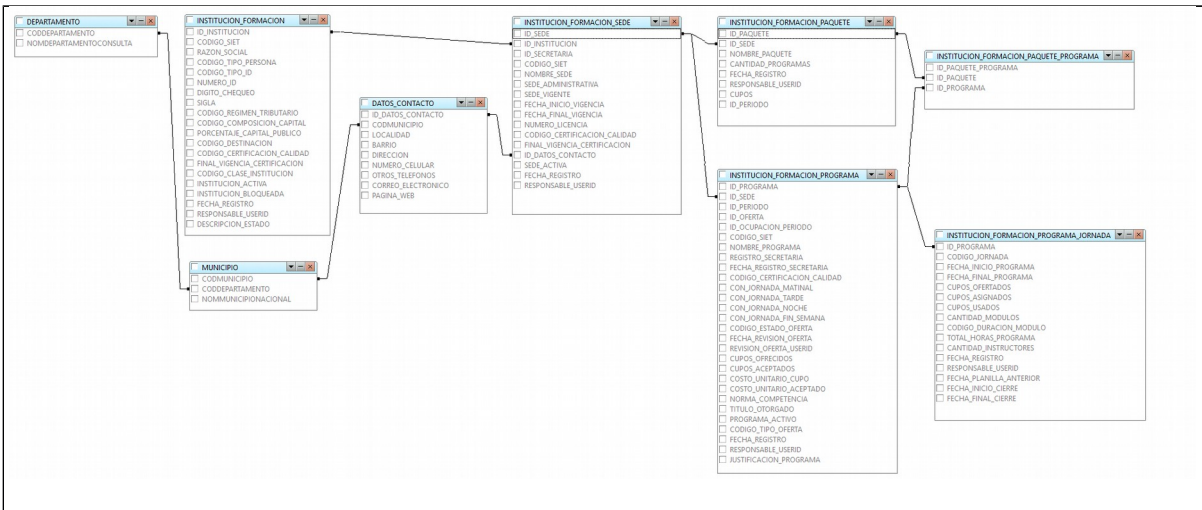 DEPARTAMENTO
CODDEPARTAMENTO
NOMDEPARTAMENTOCONSULTA
INSTITUCION_FORMACION
ID_INSTITUCION
CODIGO_SIET
RAZON_SOCIAL
CODIGO_TIPO_PERSONA
CODIGO_TIPO_ID
NUMERO_ID
DIGITO_CHEQUEO
SIGLA
CODIGO_REGIMEN_TRIBUTARIO
CODIGO_COMPOSICION_CAPITAL
PORCENTAJE_CAPITAL_PUBLICO
CODIGO_DESTINACION
CODIGO_CERTIFICACION_CALIDAD
FINAL_VIGENCIA_CERTIFICACION
CODIGO_CLASE_INSTITUCION
INSTITUCION_ACTIVA
INSTITUCION_BLOQUEADA
FECHA_REGISTRO
RESPONSABLE_USERID
DESCRIPCION_ESTADO
MUNICIPIO
CODMUNICIPIO
CODDEPARTAMENTO
NOMMUNICIPIONACIONAL
DATOS_CONTACTO
ID_DATOS_CONTACTO
CODMUNICIPIO
LOCALIDAD
BARRIO
DIRECCION
NUMERO_CELULAR
OTROS_TELEFONOS
CORREO_ELECTRONICO
PAGINA_WEB
INSTITUCION_FORMACION_SEDE
ID_SEDE
ID_INSTITUCION
ID_SECRETARIA
CODIGO_SIET
NOMBRE_SEDE
SEDE_ADMINISTRATIVA
SEDE_VIGENTE
FECHA_INICIO_VIGENCIA
FECHA_FINAL_VIGENCIA
NUMERO_LICENCIA
CODIGO_CERTIFICACION_CALIDAD
FINAL_VIGENCIA_CERTIFICACION
ID_DATOS_CONTACTO
SEDE_ACTIVA
FECHA_REGISTRO
RESPONSABLE_USERID
INSTITUCION_FORMACION_PAQUETE
ID_PAQUETE
ID_SEDE
NOMBRE_PAQUETE
CANTIDAD_PROGRAMAS
FECHA_REGISTRO
RESPONSABLE_USERID
CUPOS
ID_PERIODO
INSTITUCION_FORMACION_PROGRAMA
ID_PROGRAMA
ID_SEDE
ID_PERIODO
ID_OFERTA
ID_OCUPACION_PERIODO
CODIGO_SIET
NOMBRE_PROGRAMA
REGISTRO_SECRETARIA
FECHA_REGISTRO_SECRETARIA
CODIGO_CERTIFICACION_CALIDAD
CON_JORNADA_MATINAL
CON_JORNADA_TARDE
CON_JORNADA_NOCHE
CON_JORNADA_FIN_SEMANA
CODIGO_ESTADO_OFERTA
FECHA_REVISION_OFERTA
REVISION_OFERTA_USERID
CUPOS_OFRECIDOS
CUPOS_ACEPTADOS
COSTO_UNITARIO_CUPO
COSTO_UNITARIO_ACEPTADO
NORMA_COMPETENCIA
TITULO_OTORGADO
PROGRAMA_ACTIVO
CODIGO_TIPO_OFERTA
FECHA_REGISTRO
RESPONSABLE_USERID
JUSTIFICACION_PROGRAMA
INSTITUCION_FORMACION_PAQUETE_PROGRAMA
ID_PAQUETE_PROGRAMA
ID_PAQUETE
ID_PROGRAMA
INSTITUCION_FORMACION_PROGRAMA_JORNADA
ID_PROGRAMA
CODIGO_JORNADA
FECHA_INICIO_PROGRAMA
FECHA_FINAL_PROGRAMA
CUPOS_OFERTADOS
CUPOS_ASIGNADOS
CUPOS_USADOS
CANTIDAD_MODULOS
CODIGO_DURACION_MODULO
TOTAL_HORAS_PROGRAMA
CANTIDAD_INSTRUCTORES
FECHA_REGISTRO
RESPONSABLE_USERID
FECHA_PLANILLA_ANTERIOR
FECHA_INICIO_CIERRE
FECHA_FINAL_CIERRE